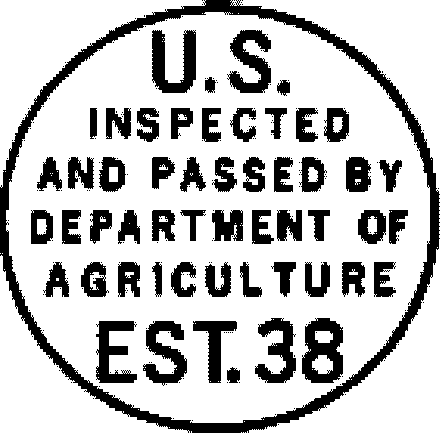 U.S.
INSPECTED
AND PASSED BY
DEPARTMENT OF
AGRICULTURE
EST. 38